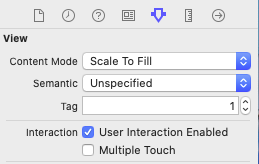 View
Content Mode Scale To Fill
Semantic Unspecified
Tag 1
Interaction User Interaction Enabled
Multiple Touch